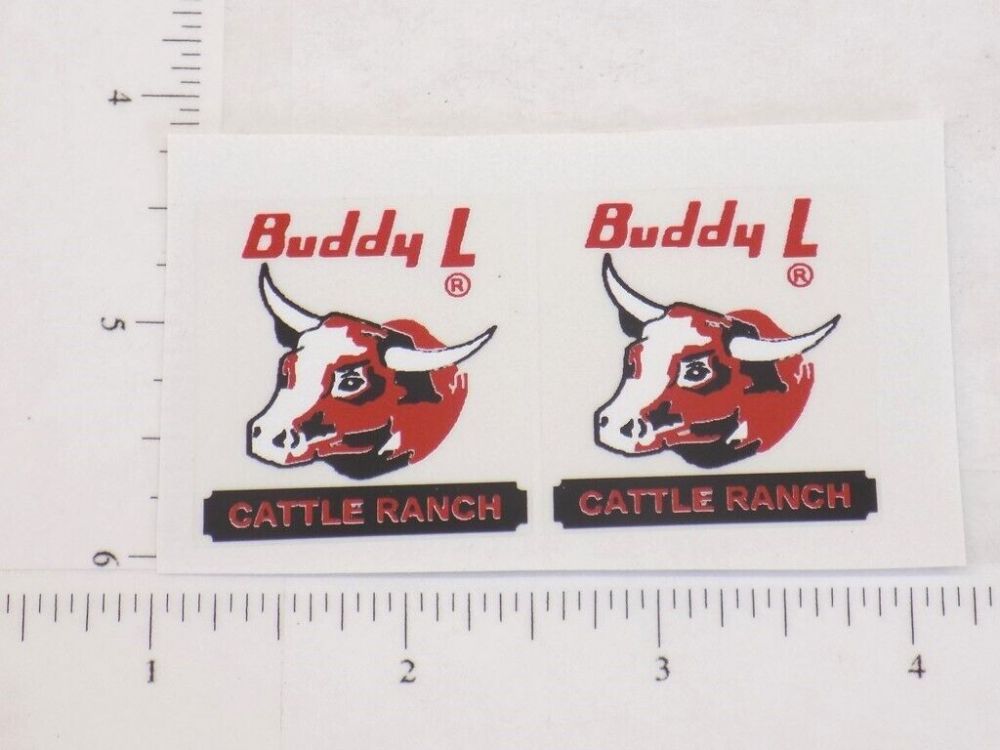 4
5
6
Buddy L
®
CATTLE RANCH
Buddy L
®
CATTLE RANCH
1 2 3 4